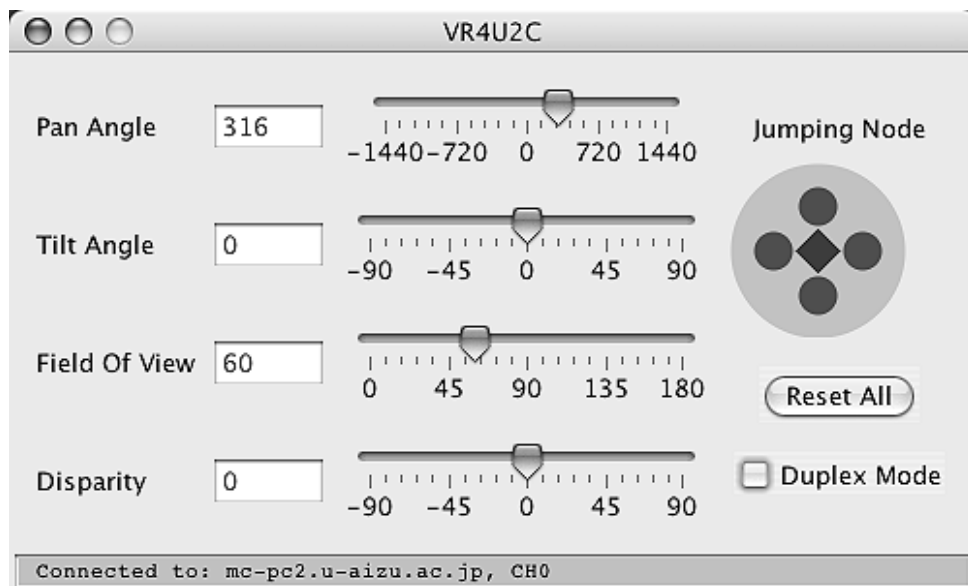 VR4U2C
Pan Angle 316
-1440 -720 0 720 1440
Tilt Angle 0
-90 -45 0 45 90
Field Of View 60
0 45 90 135 180
Disparity 0
-90 -45 0 45 90
Jumping Node
Reset All
Duplex Mode
Connected to: mc-pc2.u-aizu.ac.jp, CH0